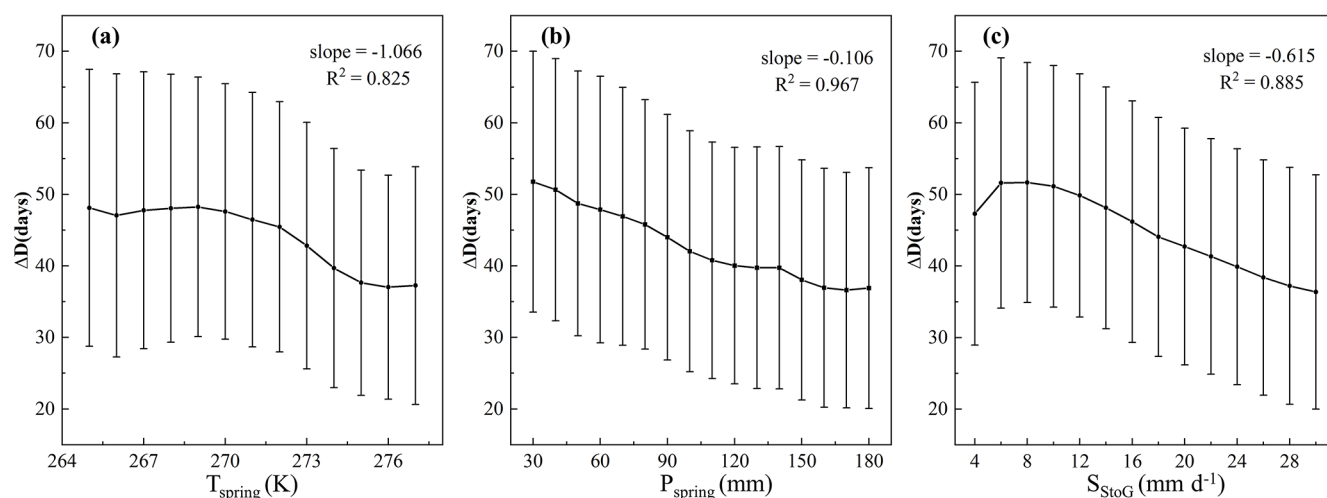 (a)
slope = -1.066
R² = 0.825
ΔD(days)
70
60
50
40
30
20
264 267 270 273 276
T_spring (K)
(b)
slope = -0.106
R² = 0.967
ΔD(days)
70
60
50
40
30
20
30 60 90 120 150 180
P_spring (mm)
(c)
slope = -0.615
R² = 0.885
ΔD(days)
70
60
50
40
30
20
4 8 12 16 20 24 28
S_StoG (mm d⁻¹)